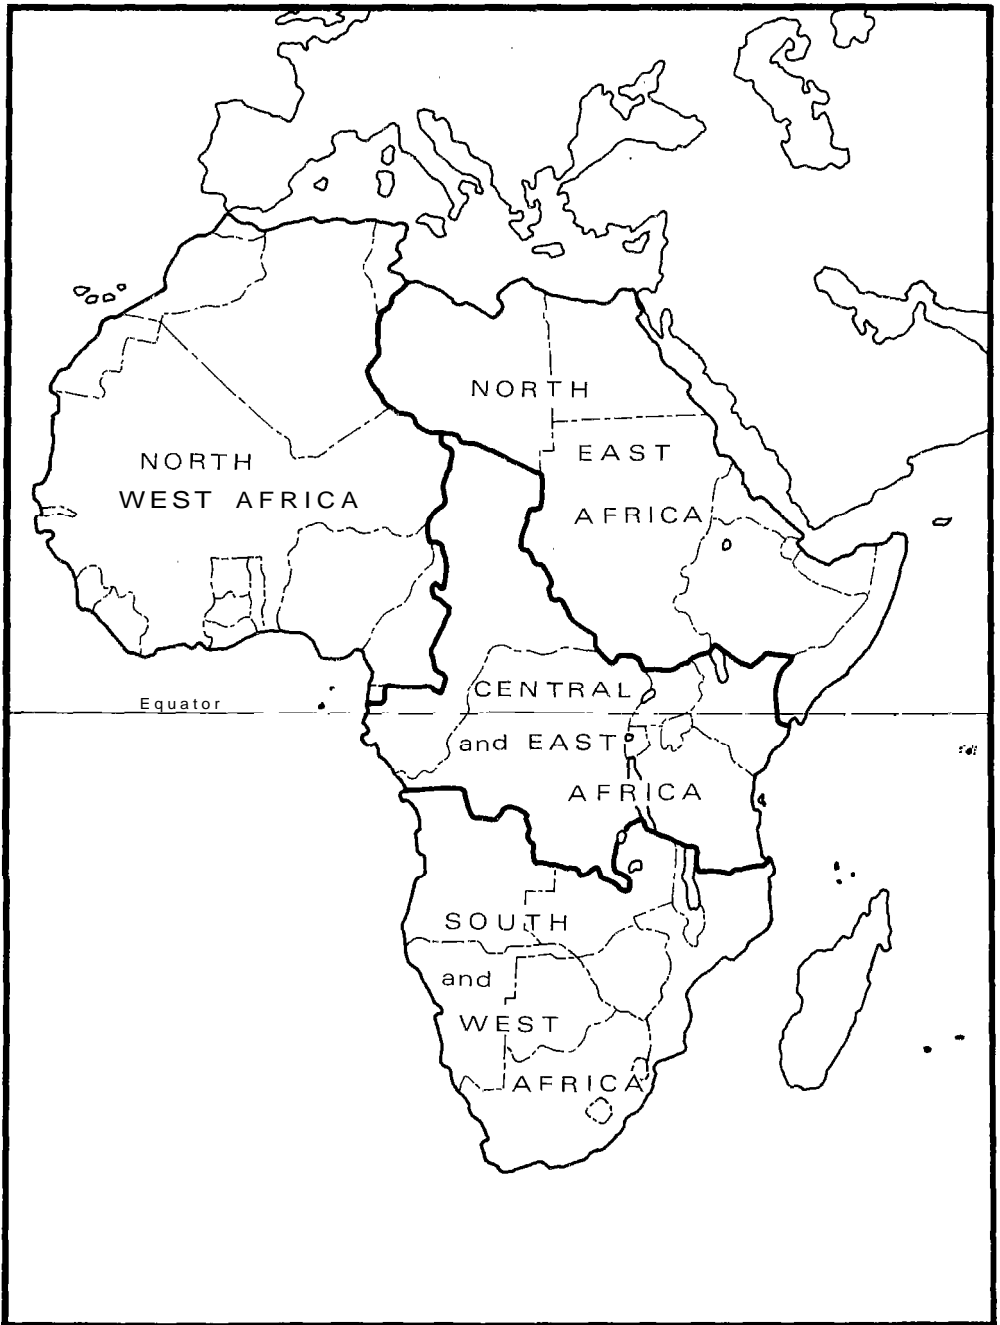 NORTH
EAST
AFRICA
NORTH
WEST AFRICA
Equator
CENTRAL
and EAST
AFRICA
SOUTH
and
WEST
AFRICA